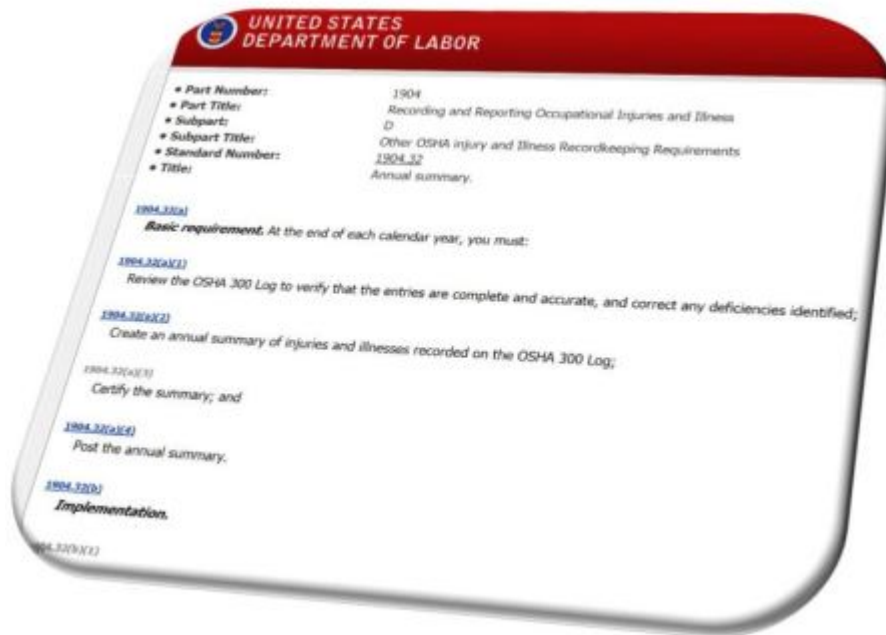 UNITED STATES
DEPARTMENT OF LABOR
• Part Number: 1904
• Part Title: Recording and Reporting Occupational Injuries and Illness
• Subpart: D
• Subpart Title: Other OSHA injury and Illness Recordkeeping Requirements
• Standard Number: 1904.32
• Title: Annual summary.
1904.32(a)
Basic requirement. At the end of each calendar year, you must:
1904.32(a)(1)
Review the OSHA 300 Log to verify that the entries are complete and accurate, and correct any deficiencies identified;
1904.32(a)(2)
Create an annual summary of injuries and illnesses recorded on the OSHA 300 Log;
1904.32(a)(3)
Certify the summary; and
1904.32(a)(4)
Post the annual summary.
1904.32(b)
Implementation.
904.32(b)(1)